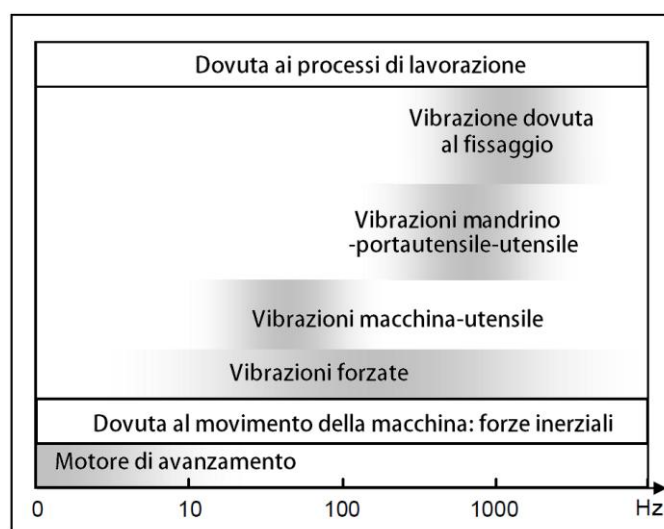 Dovuta ai processi di lavorazione
Vibrazione dovuta
al fissaggio
Vibrazioni mandrino
-portautensile-utensile
Vibrazioni macchina-utensile
Vibrazioni forzate
Dovuta al movimento della macchina: forze inerziali
Motore di avanzamento
0 10 100 1000 Hz